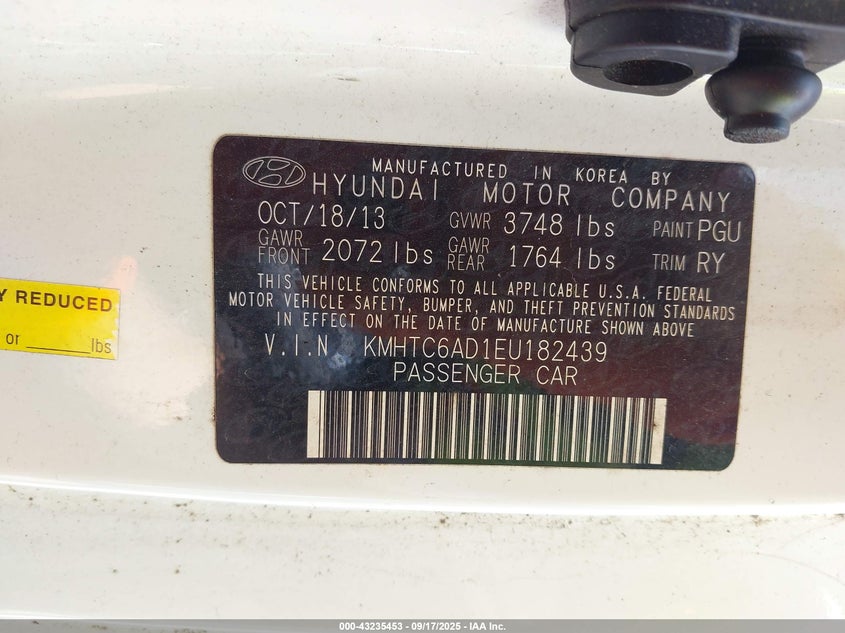 MANUFACTURED IN KOREA BY
HYUNDAI MOTOR COMPANY
OCT/18/13 GVWR 3748 lbs PAINT PGU
GAWR FRONT 2072 lbs GAWR REAR 1764 lbs TRIM RY
THIS VEHICLE CONFORMS TO ALL APPLICABLE U.S.A. FEDERAL
MOTOR VEHICLE SAFETY, BUMPER, AND THEFT PREVENTION STANDARDS
IN EFFECT ON THE DATE OF MANUFACTURE SHOWN ABOVE
V.I.N KMHTC6AD1EU182439
PASSENGER CAR
Y REDUCED
or ______ lbs
000-43235453 - 09/17/2025 - IAA Inc.